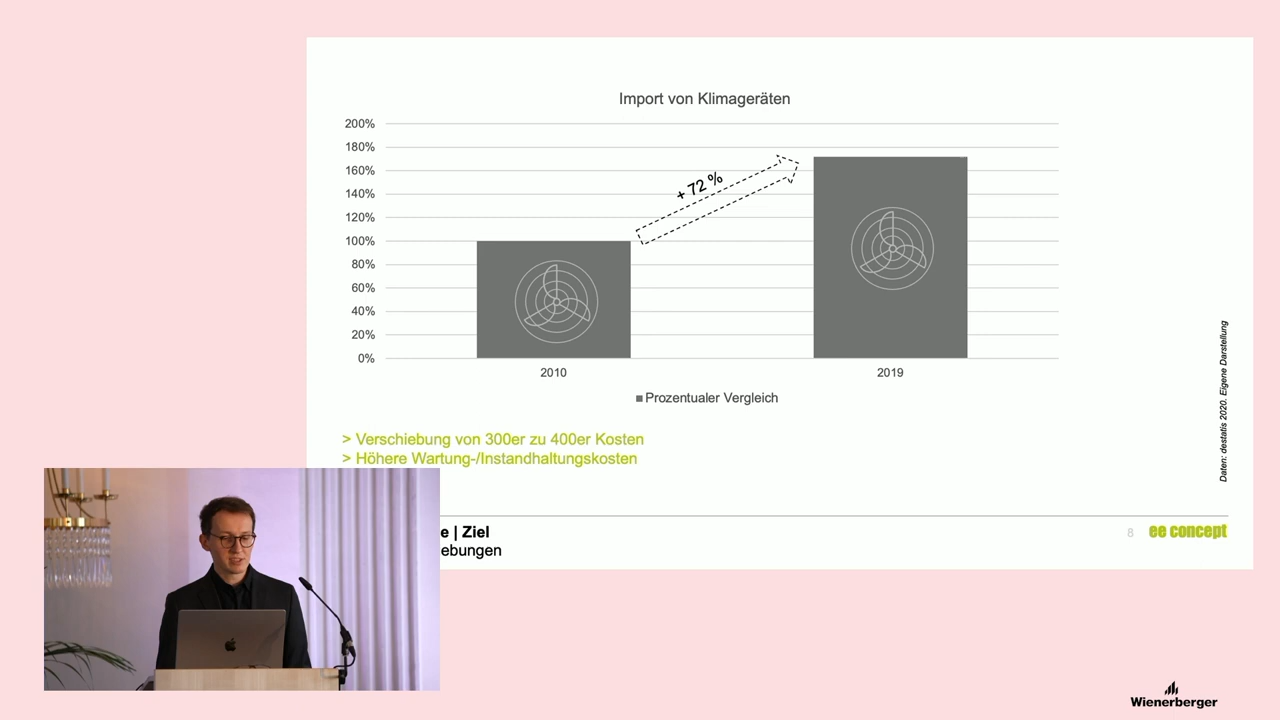 Import von Klimageräten
200%
180%
160%
140%
120%
100%
80%
60%
40%
20%
0%
+ 72 %
2010
2019
Prozentualer Vergleich
> Verschiebung von 300er zu 400er Kosten
> Höhere Wartung-/Instandhaltungskosten
Daten: destatis 2020. Eigene Darstellung
e | Ziel
ebungen
8
ee concept
Wienerberger